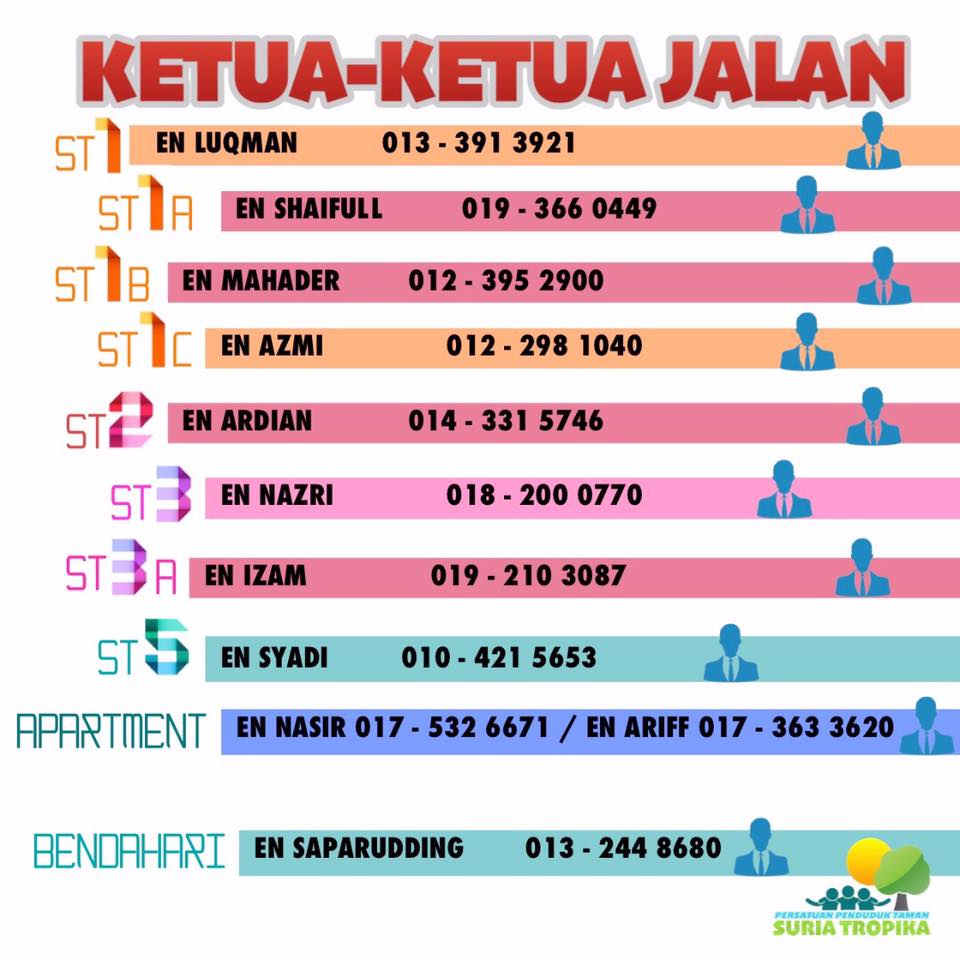 KETUA-KETUA JALAN
ST1 EN LUQMAN 013 - 391 3921
ST1A EN SHAIFULL 019 - 366 0449
ST1B EN MAHADER 012 - 395 2900
ST1C EN AZMI 012 - 298 1040
ST2 EN ARDIAN 014 - 331 5746
ST3 EN NAZRI 018 - 200 0770
ST3A EN IZAM 019 - 210 3087
ST5 EN SYADI 010 - 421 5653
APARTMENT EN NASIR 017 - 532 6671 / EN ARIFF 017 - 363 3620
BENDAHARI EN SAPARUDDING 013 - 244 8680
PERSATUAN PENDUDUK TAMAN
SURIA TROPIKA